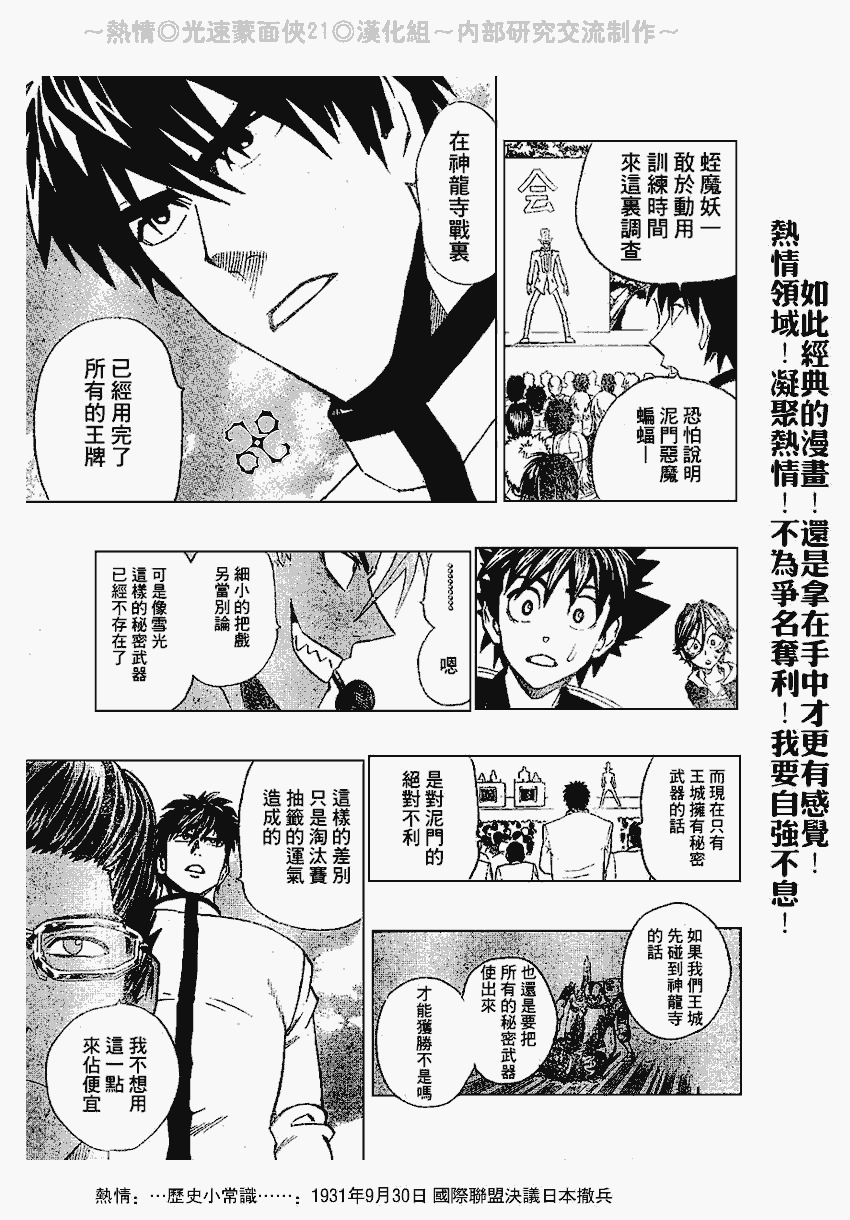 ～熱情◎光速蒙面俠21◎漢化組～内部研究交流制作～
如此經典的漫畫！還是拿在手中才更有感覺！
熱情領域！凝聚熱情！不為爭名奪利！我要自強不息！
会
蛭魔妖一
敢於動用
訓練時間
來這裏調查
恐怕說明
泥門惡魔
蝙蝠—
在神龍寺戰裏
已經用完了
所有的王牌
………
嗯
細小的把戲
另當別論
可是像雪光
這樣的秘密武器
已經不存在了
而現在只有
王城擁有秘密
武器的話
是對泥門的
絕對不利
這樣的差別
只是淘汰賽
抽籤的運氣
造成的
我不想用
這一點
來佔便宜
如果我們王城
先碰到神龍寺
的話
也還是要把
所有的秘密武器
使出來
才能獲勝不是嗎
熱情：…歷史小常識……：1931年9月30日 國際聯盟決議日本撤兵